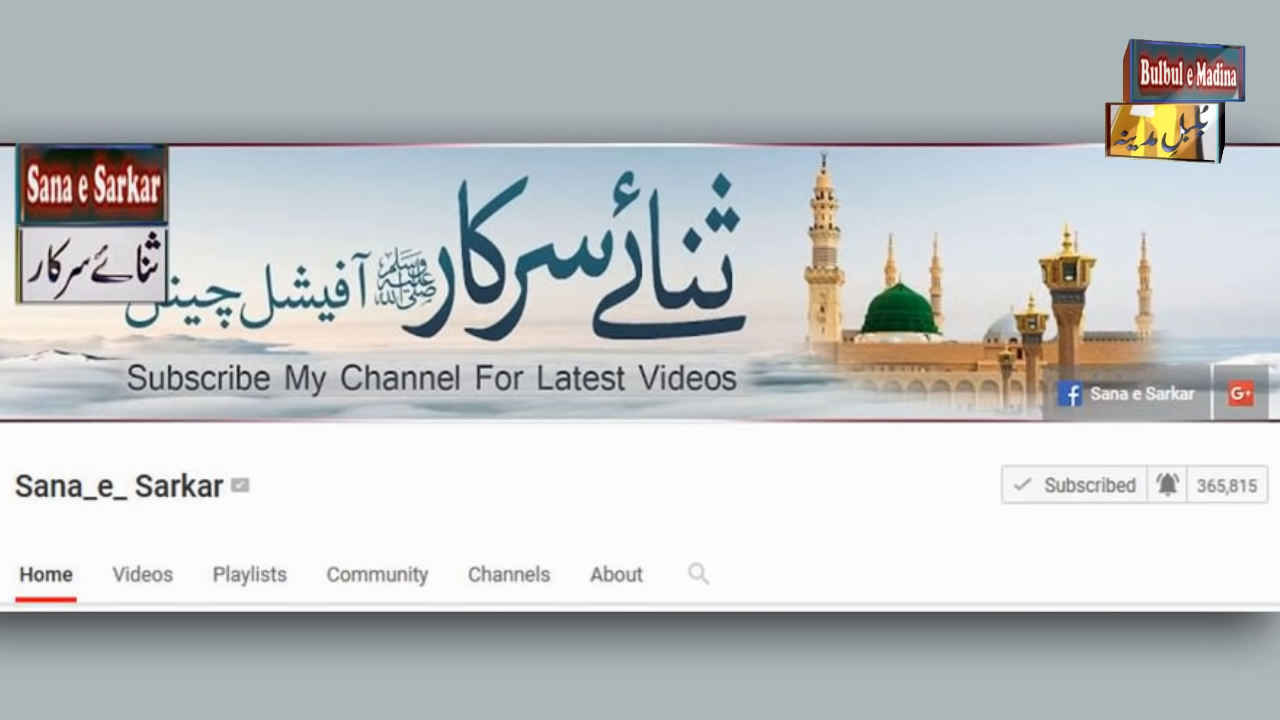 Bulbul e Madina
بُلبلِ مدینہ
Sana e Sarkar
ثنائے سرکار
ثنائے سرکار ﷺ آفیشل چینل
Subscribe My Channel For Latest Videos
Sana e Sarkar G+
Sana_e_ Sarkar
Subscribed 365,815
Home Videos Playlists Community Channels About